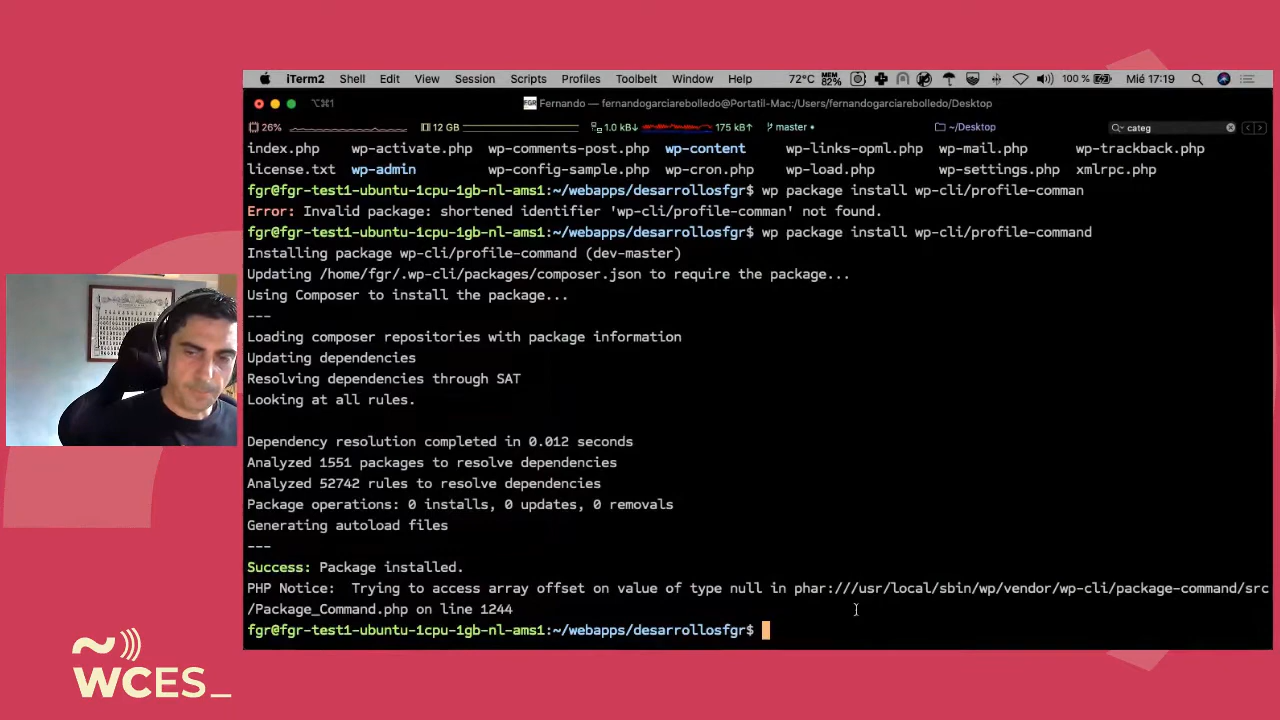 iTerm2 Shell Edit View Session Scripts Profiles Toolbelt Window Help 72°C MEM 82% 100 % Mié 17:19
⌥⌘1 FGR Fernando — fernandogarciarebolledo@Portatil-Mac:/Users/fernandogarciarebolledo/Desktop
26% 12 GB 1.0 kB↓ 175 kB↑ master ~/Desktop categ
index.php wp-activate.php wp-comments-post.php wp-content wp-links-opml.php wp-mail.php wp-trackback.php
license.txt wp-admin wp-config-sample.php wp-cron.php wp-load.php wp-settings.php xmlrpc.php
fgr@fgr-test1-ubuntu-1cpu-1gb-nl-ams1:~/webapps/desarrollosfgr$ wp package install wp-cli/profile-comman
Error: Invalid package: shortened identifier 'wp-cli/profile-comman' not found.
fgr@fgr-test1-ubuntu-1cpu-1gb-nl-ams1:~/webapps/desarrollosfgr$ wp package install wp-cli/profile-command
Installing package wp-cli/profile-command (dev-master)
Updating /home/fgr/.wp-cli/packages/composer.json to require the package...
Using Composer to install the package...
---
Loading composer repositories with package information
Updating dependencies
Resolving dependencies through SAT
Looking at all rules.
Dependency resolution completed in 0.012 seconds
Analyzed 1551 packages to resolve dependencies
Analyzed 52742 rules to resolve dependencies
Package operations: 0 installs, 0 updates, 0 removals
Generating autoload files
---
Success: Package installed.
PHP Notice: Trying to access array offset on value of type null in phar:///usr/local/sbin/wp/vendor/wp-cli/package-command/src
/Package_Command.php on line 1244
fgr@fgr-test1-ubuntu-1cpu-1gb-nl-ams1:~/webapps/desarrollosfgr$
WCES_